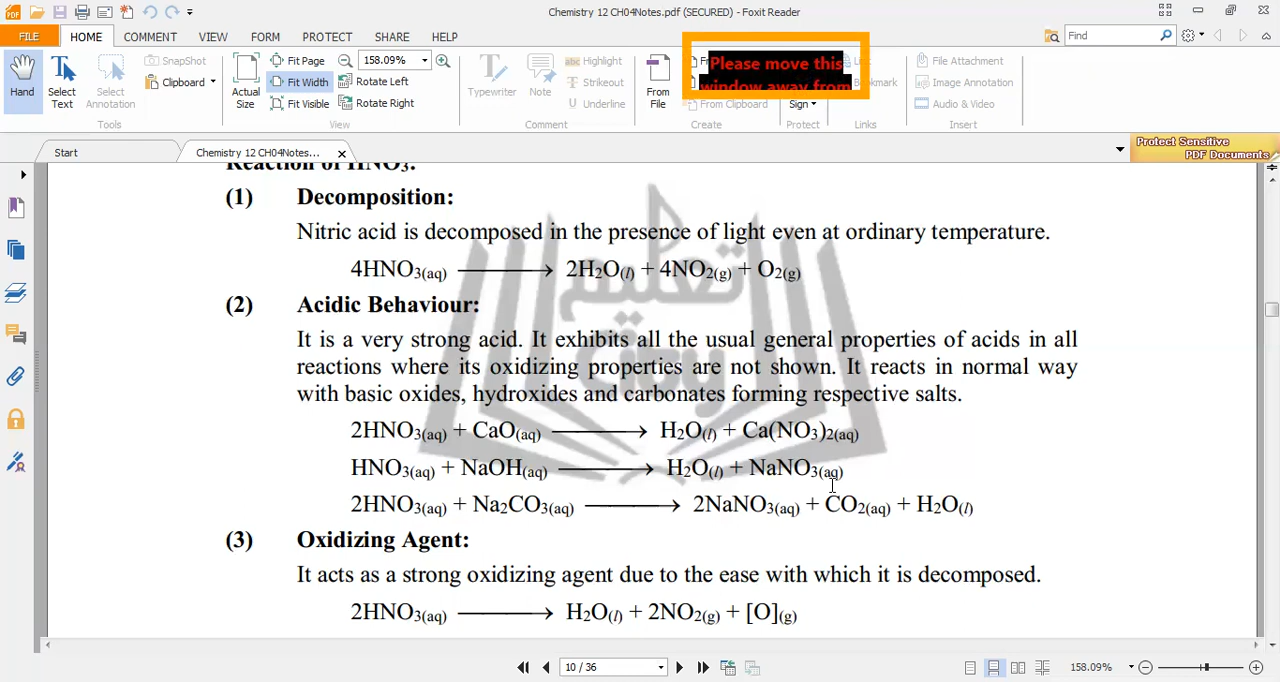 Chemistry 12 CH04Notes.pdf (SECURED) - Foxit Reader
FILE HOME COMMENT VIEW FORM PROTECT SHARE HELP Find
Hand
Select Text
Select Annotation
SnapShot
Clipboard
Tools
Actual Size
Fit Page
Fit Width
Fit Visible
158.09%
Rotate Left
Rotate Right
View
Typewriter
Note
Highlight
Strikeout
Underline
Comment
From File
From Clipboard
Create
Please move this
window away from
Sign
Protect
Links
File Attachment
Image Annotation
Audio & Video
Insert
Start Chemistry 12 CH04Notes...
Protect Sensitive
PDF Documents
Reaction of HNO₃:
(1) Decomposition:
Nitric acid is decomposed in the presence of light even at ordinary temperature.
4HNO₃(aq) ⟶ 2H₂O(l) + 4NO₂(g) + O₂(g)
(2) Acidic Behaviour:
It is a very strong acid. It exhibits all the usual general properties of acids in all
reactions where its oxidizing properties are not shown. It reacts in normal way
with basic oxides, hydroxides and carbonates forming respective salts.
2HNO₃(aq) + CaO(aq) ⟶ H₂O(l) + Ca(NO₃)₂(aq)
HNO₃(aq) + NaOH(aq) ⟶ H₂O(l) + NaNO₃(aq)
2HNO₃(aq) + Na₂CO₃(aq) ⟶ 2NaNO₃(aq) + CO₂(aq) + H₂O(l)
(3) Oxidizing Agent:
It acts as a strong oxidizing agent due to the ease with which it is decomposed.
2HNO₃(aq) ⟶ H₂O(l) + 2NO₂(g) + [O](g)
تعليم
City
10 / 36
158.09%